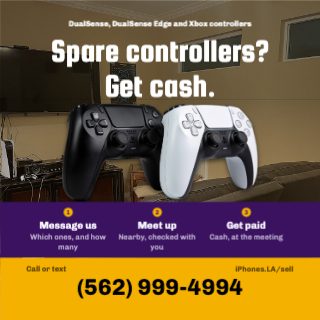 DualSense, DualSense Edge and Xbox controllers
Spare controllers?
Get cash.
1
Message us
Which ones, and how
many
2
Meet up
Nearby, checked with
you
3
Get paid
Cash, at the meeting
Call or text
iPhones.LA/sell
(562) 999-4994